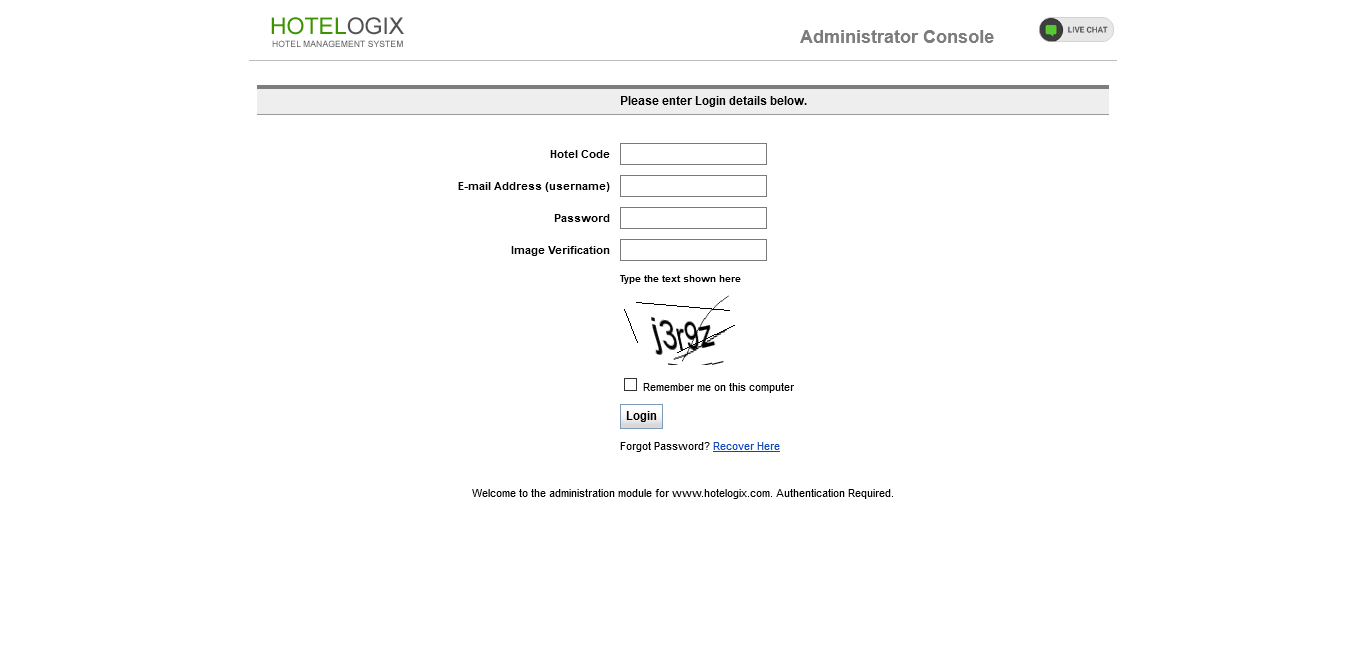 HOTELOGIX
HOTEL MANAGEMENT SYSTEM
Administrator Console
LIVE CHAT
Please enter Login details below.
Hotel Code
E-mail Address (username)
Password
Image Verification
Type the text shown here
j3rgz
Remember me on this computer
Login
Forgot Password? Recover Here
Welcome to the administration module for www.hotelogix.com. Authentication Required.